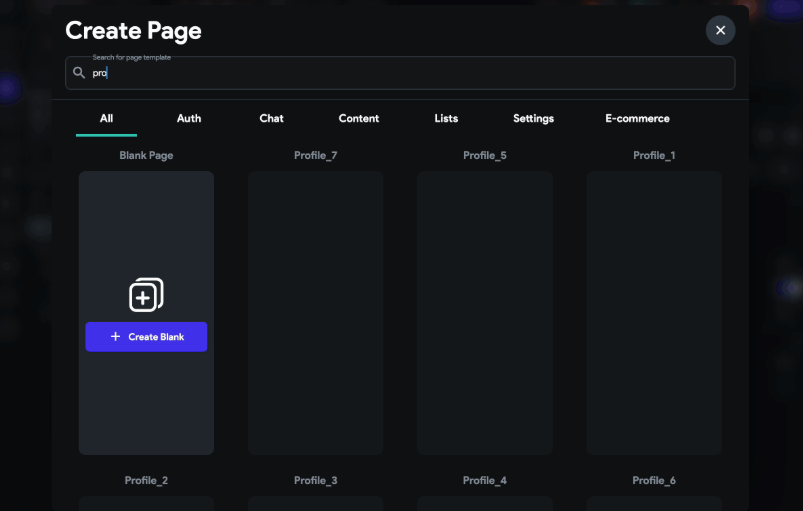 Create Page
Search for page template
pro
All Auth Chat Content Lists Settings E-commerce
Blank Page Profile_7 Profile_5 Profile_1
Create Blank
Profile_2 Profile_3 Profile_4 Profile_6